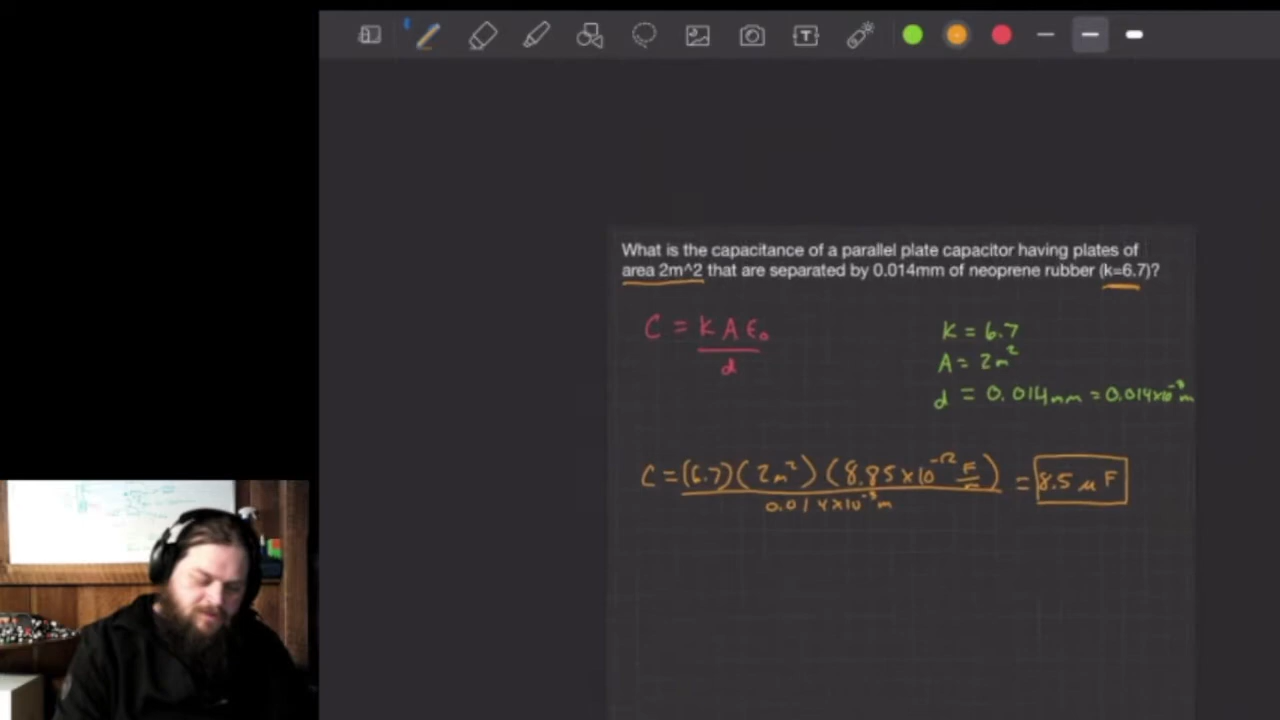 What is the capacitance of a parallel plate capacitor having plates of
area 2m^2 that are separated by 0.014mm of neoprene rubber (k=6.7)?
C = K A ε₀
d
K = 6.7
A = 2m²
d = 0.014mm = 0.014×10⁻³m
C = (6.7)(2m²)(8.85×10⁻¹² F/m) = 8.5 μF
0.014×10⁻³m